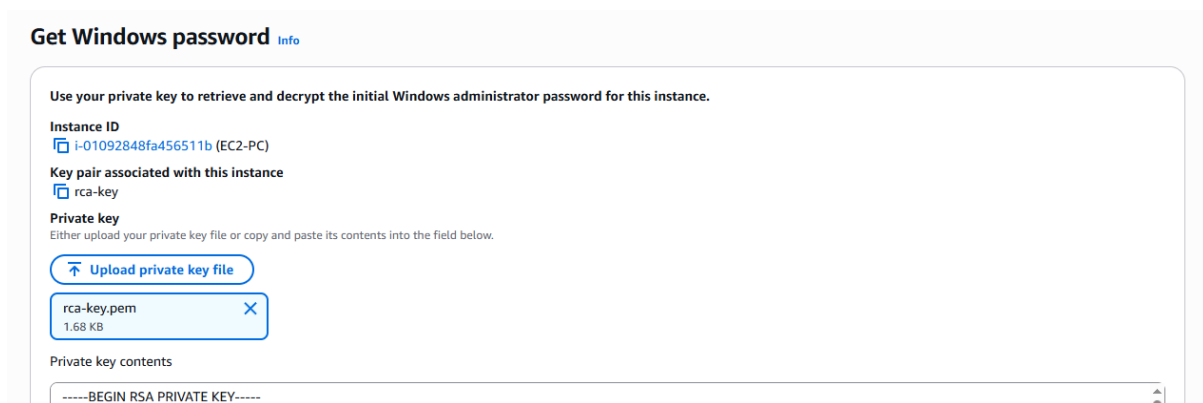 Get Windows password Info
Use your private key to retrieve and decrypt the initial Windows administrator password for this instance.
Instance ID
i-01092848fa456511b (EC2-PC)
Key pair associated with this instance
rca-key
Private key
Either upload your private key file or copy and paste its contents into the field below.
Upload private key file
rca-key.pem
1.68 KB
Private key contents
-----BEGIN RSA PRIVATE KEY-----